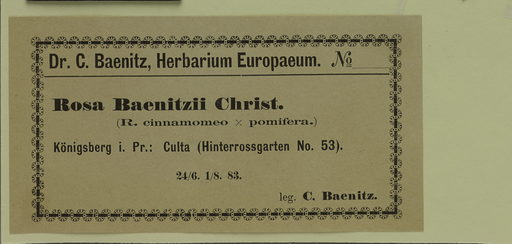 Dr. C. Baenitz, Herbarium Europaeum. No
Rosa Baenitzii Christ.
(R. cinnamomeo × pomifera.)
Königsberg i. Pr.: Culta (Hinterrossgarten No. 53).
24/6. 1/8. 83.
leg. C. Baenitz.